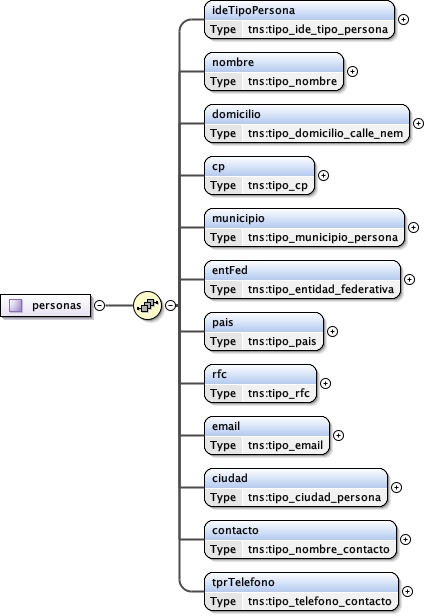 ideTipoPersona
Type tns:tipo_ide_tipo_persona
nombre
Type tns:tipo_nombre
domicilio
Type tns:tipo_domicilio_calle_nem
cp
Type tns:tipo_cp
municipio
Type tns:tipo_municipio_persona
entFed
Type tns:tipo_entidad_federativa
personas
pais
Type tns:tipo_pais
rfc
Type tns:tipo_rfc
email
Type tns:tipo_email
ciudad
Type tns:tipo_ciudad_persona
contacto
Type tns:tipo_nombre_contacto
tprTelefono
Type tns:tipo_telefono_contacto